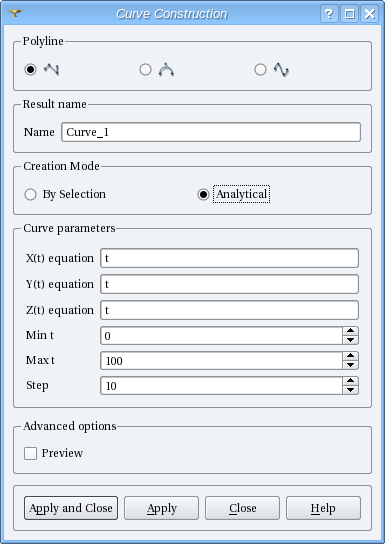 Curve Construction
Polyline
Result name
Name Curve_1
Creation Mode
By Selection Analytical
Curve parameters
X(t) equation t
Y(t) equation t
Z(t) equation t
Min t 0
Max t 100
Step 10
Advanced options
Preview
Apply and Close Apply Close Help